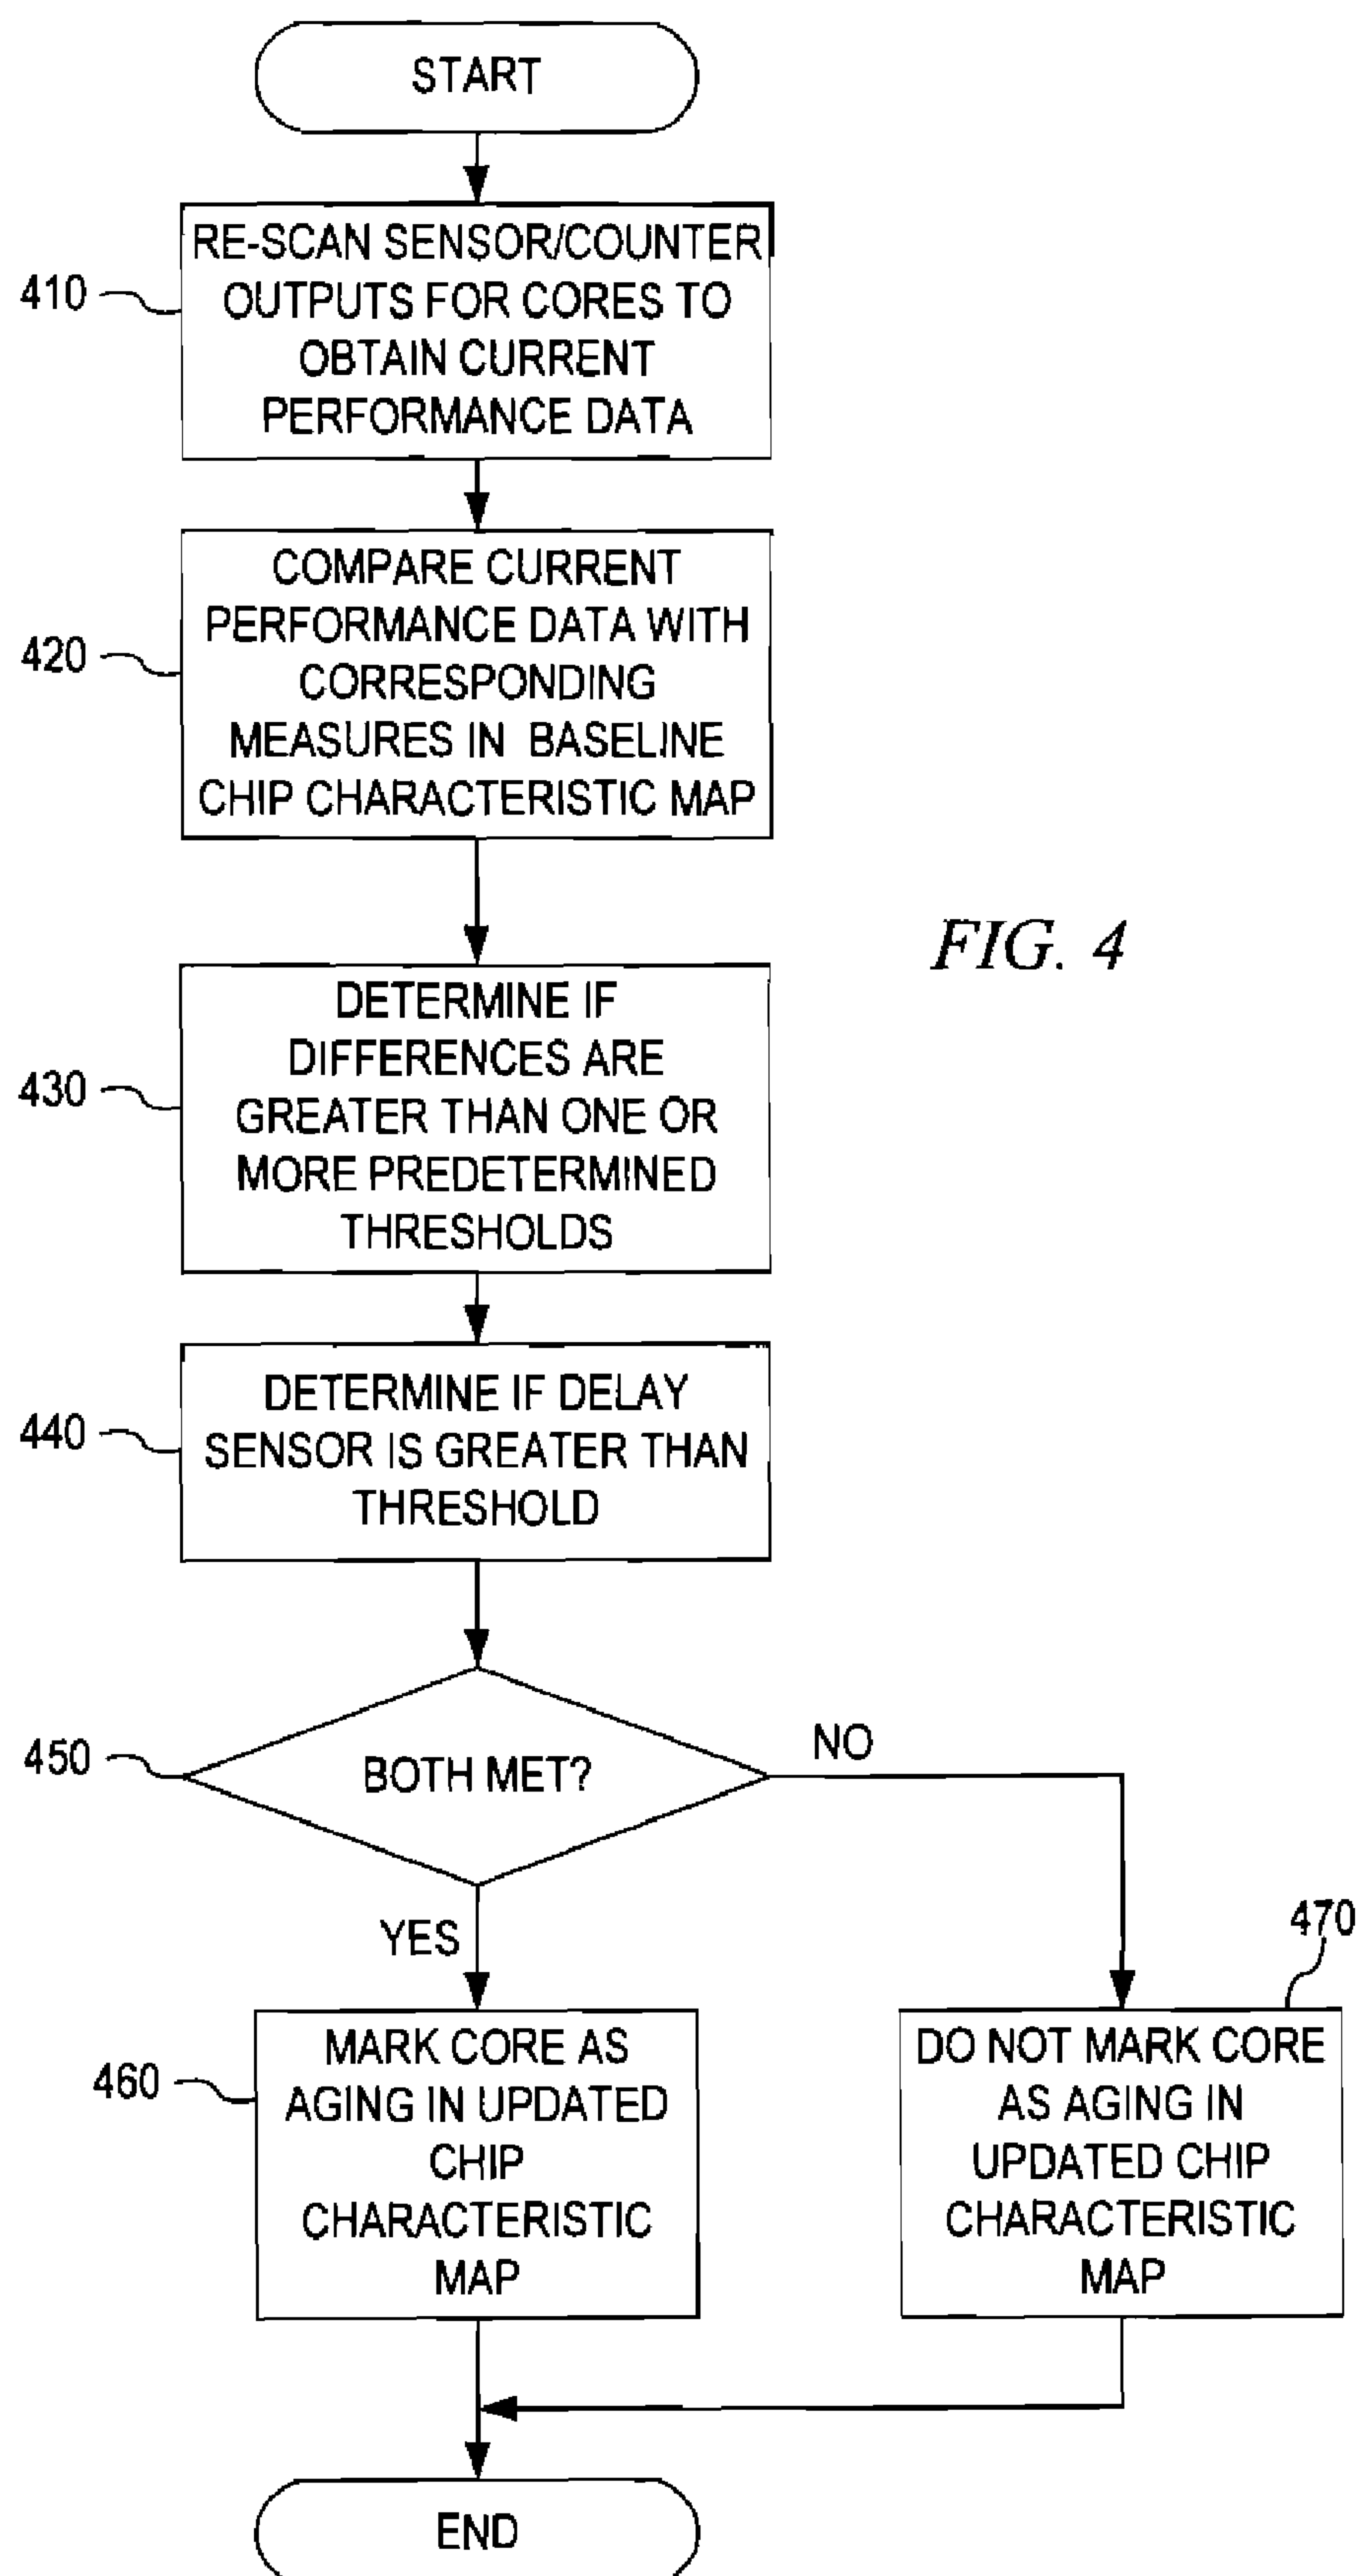 START
410
RE-SCAN SENSOR/COUNTER
OUTPUTS FOR CORES TO
OBTAIN CURRENT
PERFORMANCE DATA
420
COMPARE CURRENT
PERFORMANCE DATA WITH
CORRESPONDING
MEASURES IN BASELINE
CHIP CHARACTERISTIC MAP
FIG. 4
430
DETERMINE IF
DIFFERENCES ARE
GREATER THAN ONE OR
MORE PREDETERMINED
THRESHOLDS
440
DETERMINE IF DELAY
SENSOR IS GREATER THAN
THRESHOLD
450
BOTH MET?
NO
YES
460
MARK CORE AS
AGING IN UPDATED
CHIP
CHARACTERISTIC
MAP
470
DO NOT MARK CORE
AS AGING IN
UPDATED CHIP
CHARACTERISTIC
MAP
END